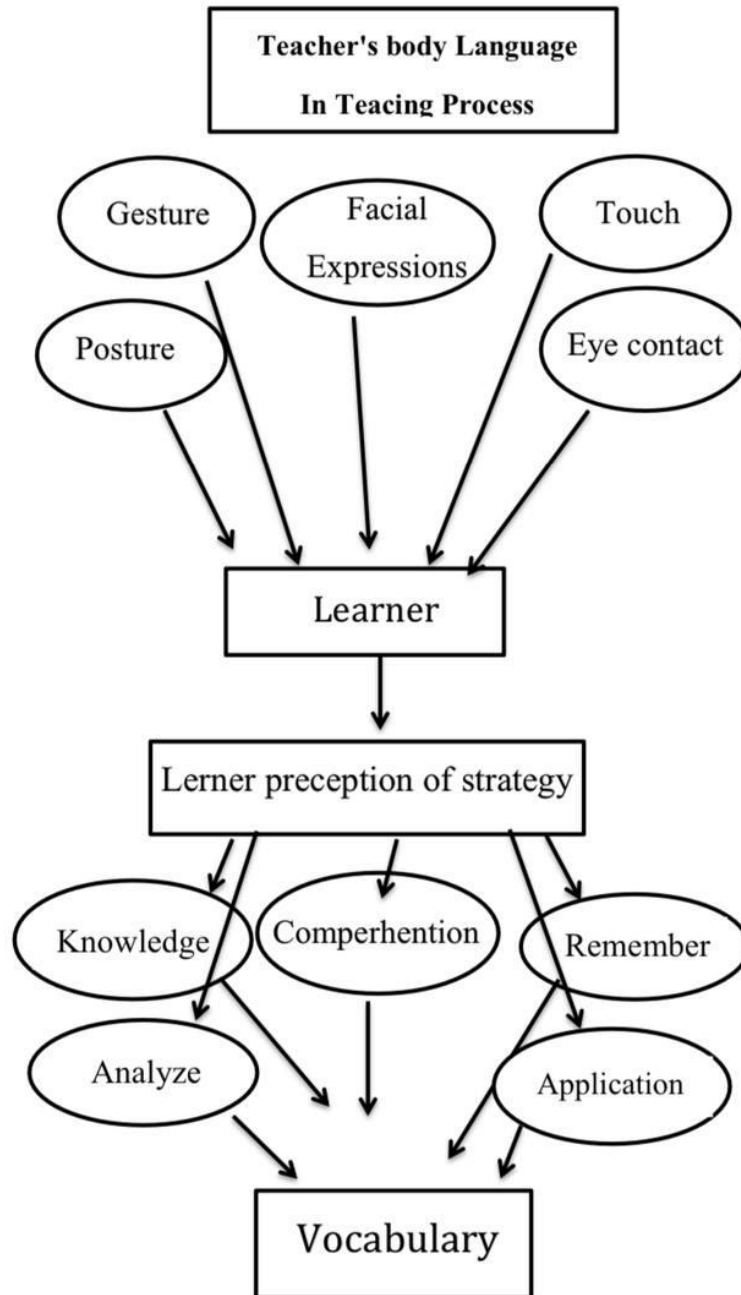 Teacher's body Language
In Teacing Process
Gesture
Facial
Expressions
Touch
Posture
Eye contact
Learner
Lerner preception of strategy
Knowledge
Comperhention
Remember
Analyze
Application
Vocabulary